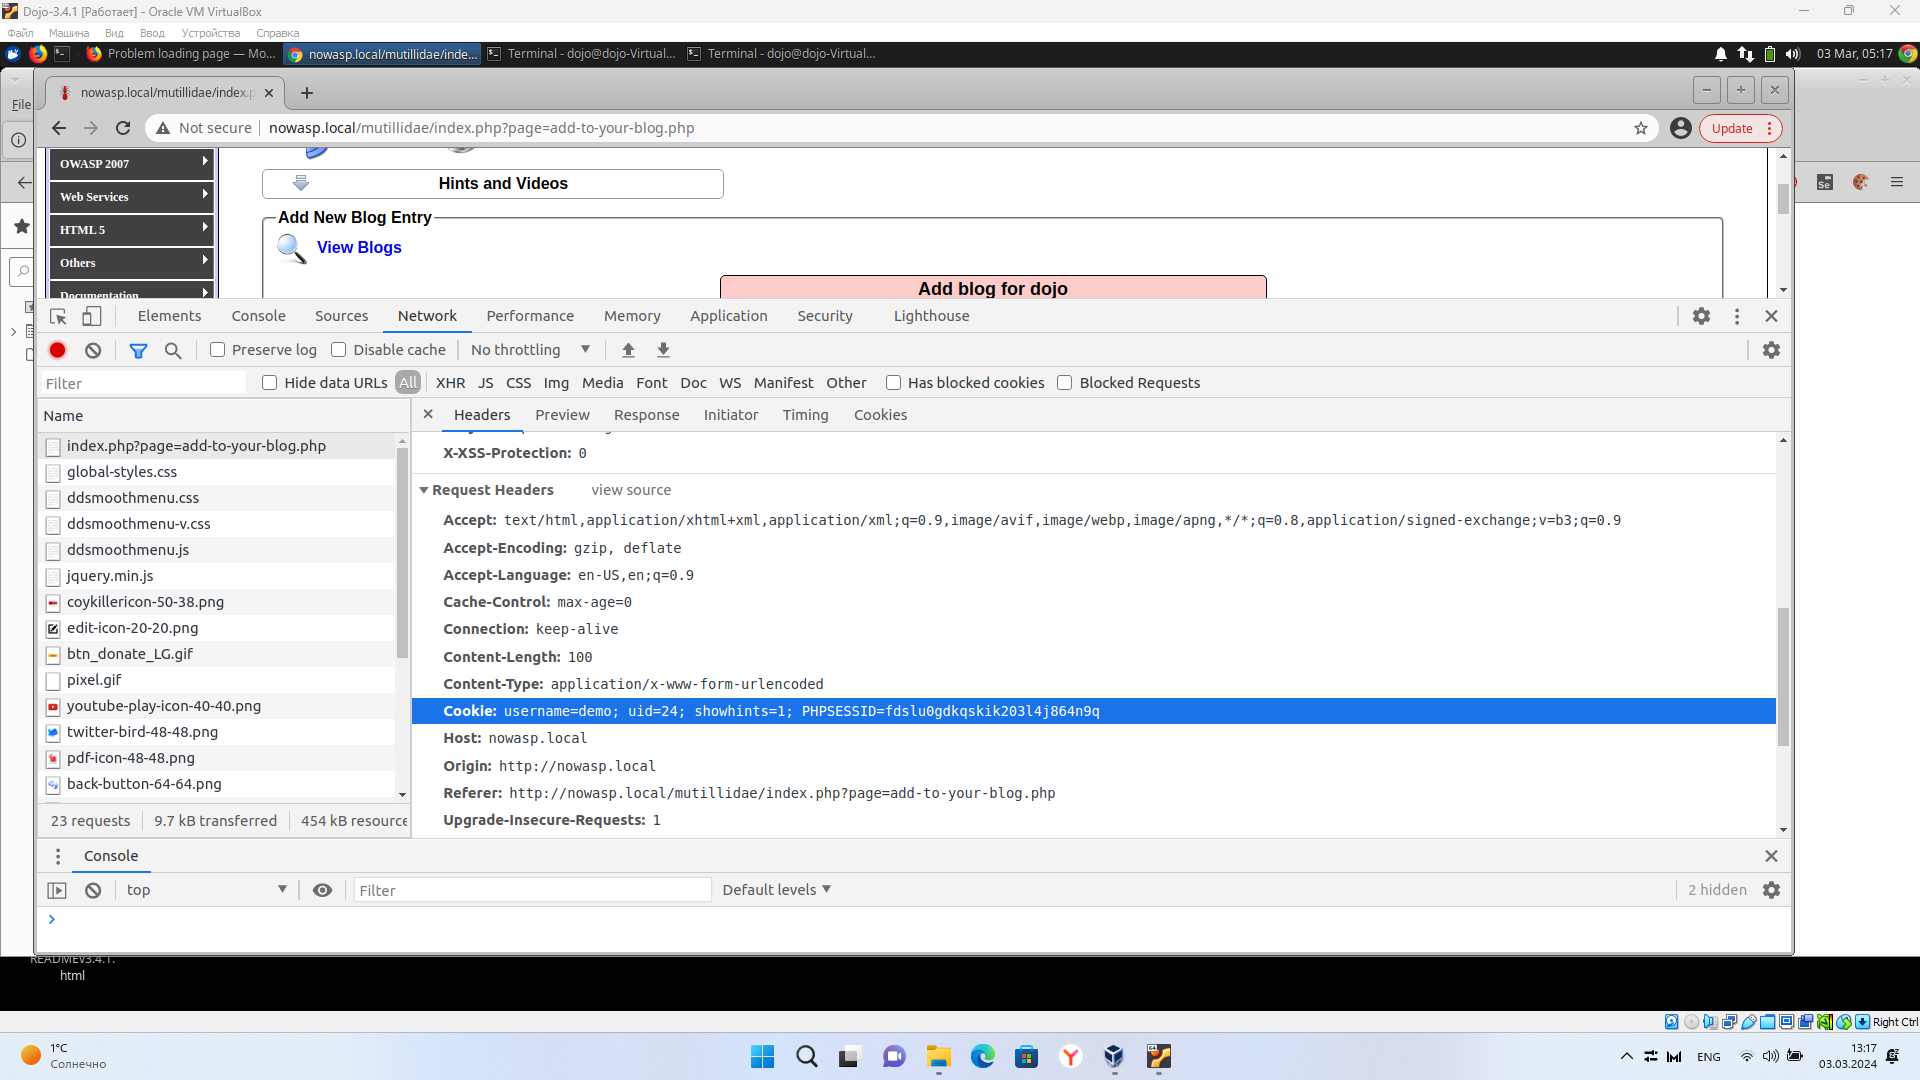 Dojo-3.4.1 [Работает] - Oracle VM VirtualBox
Файл Машина Вид Ввод Устройства Справка
Problem loading page — Mo... nowasp.local/mutillidae/inde... Terminal - dojo@dojo-Virtual... Terminal - dojo@dojo-Virtual... 03 Mar, 05:17
nowasp.local/mutillidae/index.p
File
Not secure nowasp.local/mutillidae/index.php?page=add-to-your-blog.php Update
OWASP 2007
Web Services
HTML 5
Others
Documentation
Hints and Videos
Add New Blog Entry
View Blogs
Add blog for dojo
Se
Elements Console Sources Network Performance Memory Application Security Lighthouse
Preserve log Disable cache No throttling
Filter Hide data URLs All XHR JS CSS Img Media Font Doc WS Manifest Other Has blocked cookies Blocked Requests
Name
index.php?page=add-to-your-blog.php
global-styles.css
ddsmoothmenu.css
ddsmoothmenu-v.css
ddsmoothmenu.js
jquery.min.js
coykillericon-50-38.png
edit-icon-20-20.png
btn_donate_LG.gif
pixel.gif
youtube-play-icon-40-40.png
twitter-bird-48-48.png
pdf-icon-48-48.png
back-button-64-64.png
23 requests 9.7 kB transferred 454 kB resource
Headers Preview Response Initiator Timing Cookies
X-XSS-Protection: 0
Request Headers view source
Accept: text/html,application/xhtml+xml,application/xml;q=0.9,image/avif,image/webp,image/apng,*/*;q=0.8,application/signed-exchange;v=b3;q=0.9
Accept-Encoding: gzip, deflate
Accept-Language: en-US,en;q=0.9
Cache-Control: max-age=0
Connection: keep-alive
Content-Length: 100
Content-Type: application/x-www-form-urlencoded
Cookie: username=demo; uid=24; showhints=1; PHPSESSID=fdslu0gdkqskik203l4j864n9q
Host: nowasp.local
Origin: http://nowasp.local
Referer: http://nowasp.local/mutillidae/index.php?page=add-to-your-blog.php
Upgrade-Insecure-Requests: 1
Console
top Filter Default levels 2 hidden
READMEv3.4.1.
html
Right Ctrl
1°C
Солнечно
ENG
13:17
03.03.2024